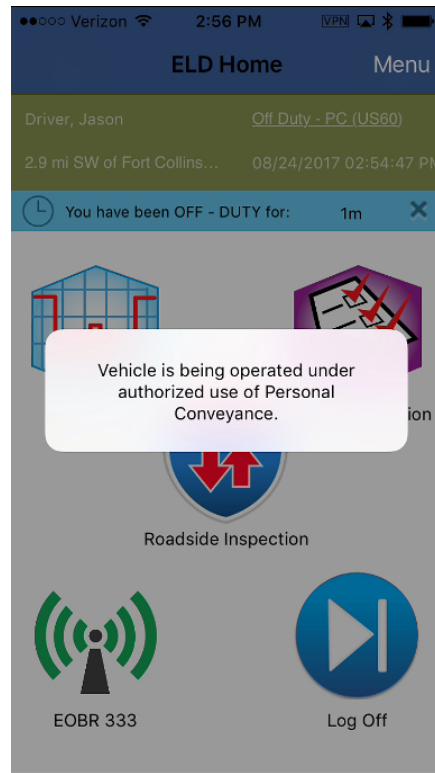 Verizon 2:56 PM VPN
ELD Home Menu
Driver, Jason Off Duty - PC (US60)
2.9 mi SW of Fort Collins... 08/24/2017 02:54:47 PM
You have been OFF - DUTY for: 1m
Vehicle is being operated under
authorized use of Personal
Conveyance.
ion
Roadside Inspection
EOBR 333 Log Off